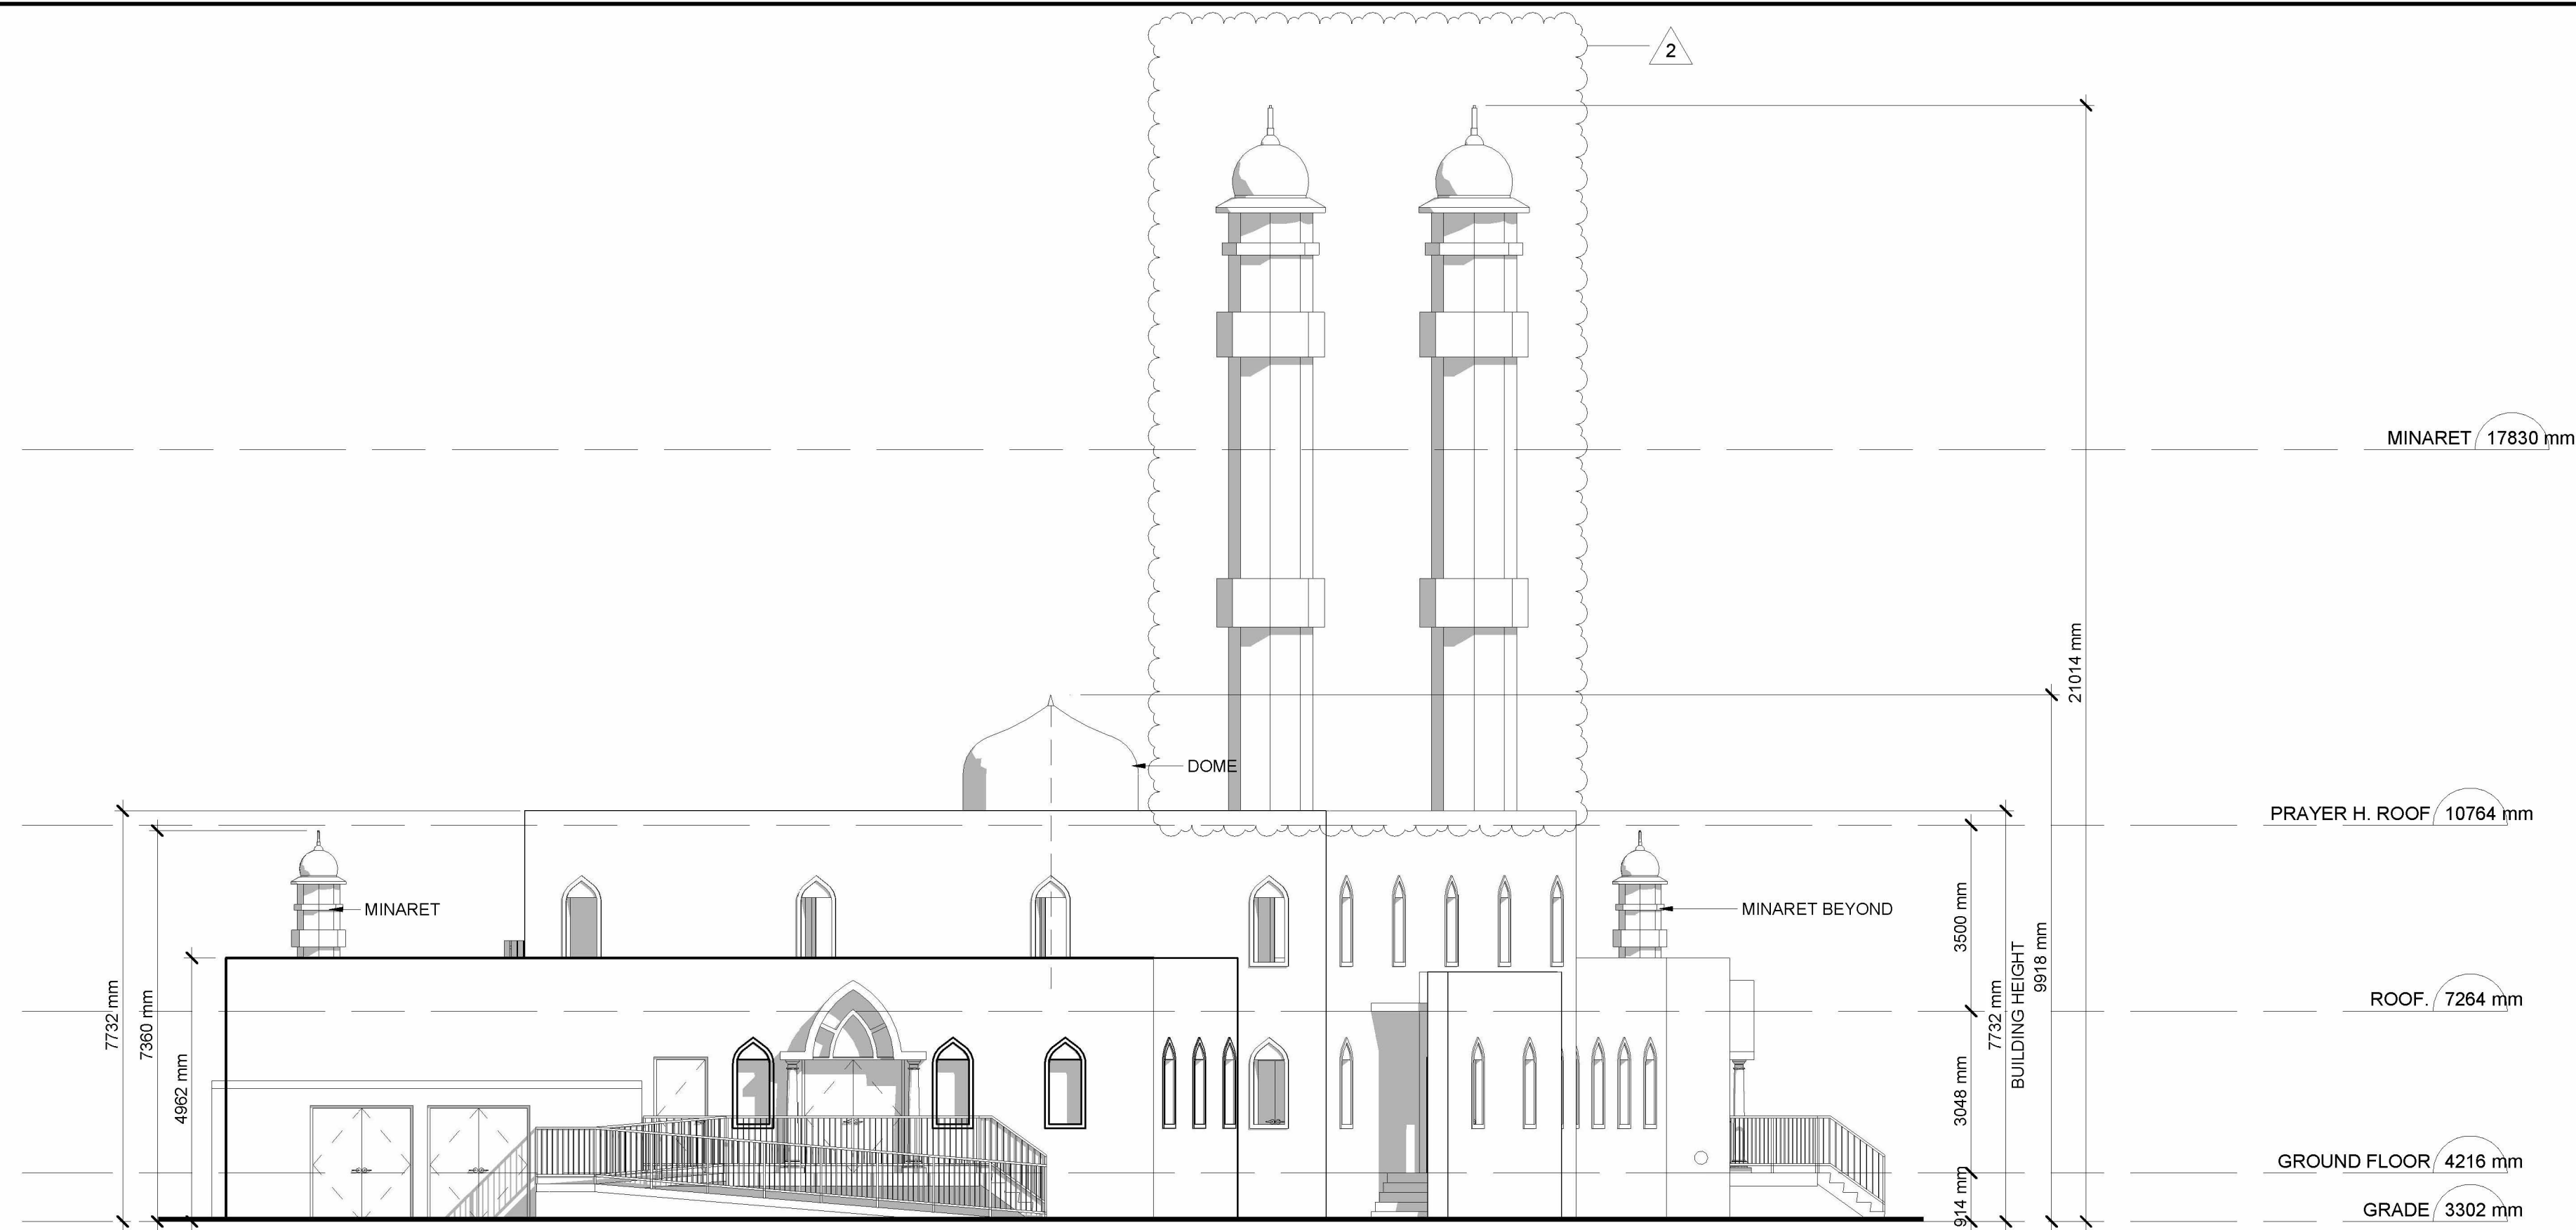 2
MINARET 17830 mm
21014 mm
DOME
PRAYER H. ROOF 10764 mm
MINARET
MINARET BEYOND
3500 mm
7732 mm
7360 mm
4962 mm
7732 mm
BUILDING HEIGHT
9918 mm
ROOF. 7264 mm
3048 mm
GROUND FLOOR 4216 mm
914 mm
GRADE 3302 mm